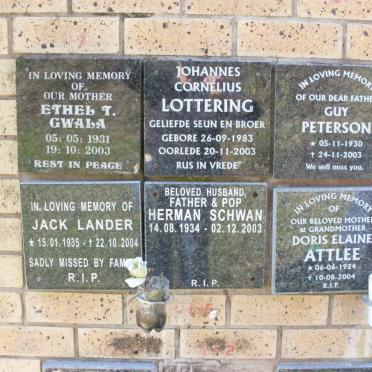 IN LOVING MEMORY
OF OUR MOTHER
ETHEL T.
GWALA
05: 05: 1931
19: 10: 2003
REST IN PEACE
JOHANNES
CORNELIUS
LOTTERING
GELIEFDE SEUN EN BROER
GEBORE 26-09-1983
OORLEDE 20-11-2003
RUS IN VREDE
IN LOVING MEMORY
OF OUR DEAR FATHER
GUY
PETERSON
★ 05-11-1930
† 24-11-2003
We will miss you.
IN LOVING MEMORY OF
JACK LANDER
★ 15.01.1935 - † 22.10.2004
SADLY MISSED BY
R.I.P.
BELOVED HUSBAND,
FATHER & POP
HERMAN SCHWAN
14.08.1934 - 02.12.2003
R.I.P.
IN LOVING MEMORY
OF
OUR BELOVED MOTHER
& GRANDMOTHER
DORIS ELAINE
ATTLEE
★ 06-06-1924
† 10-08-2004
R.I.P.